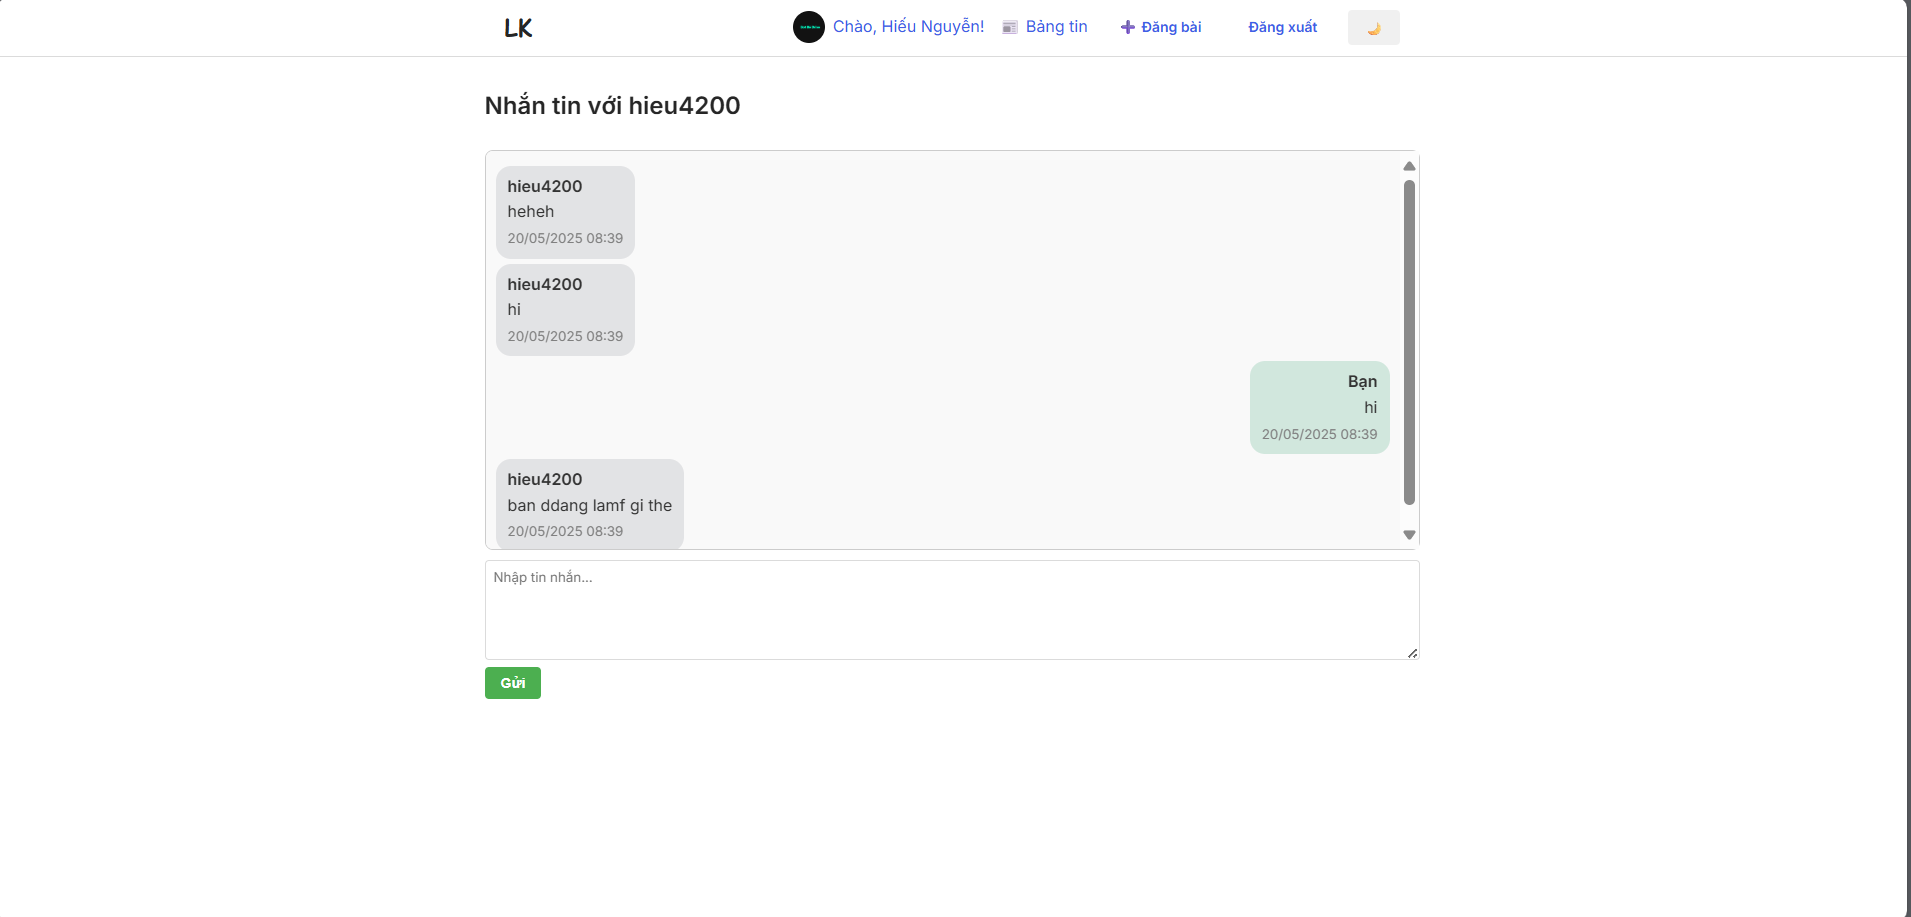 LK
Chào, Hiếu Nguyễn!
Bảng tin
Đăng bài
Đăng xuất
Nhắn tin với hieu4200
hieu4200
heheh
20/05/2025 08:39
hieu4200
hi
20/05/2025 08:39
Bạn
hi
20/05/2025 08:39
hieu4200
ban ddang lamf gi the
20/05/2025 08:39
Nhập tin nhắn...
Gửi